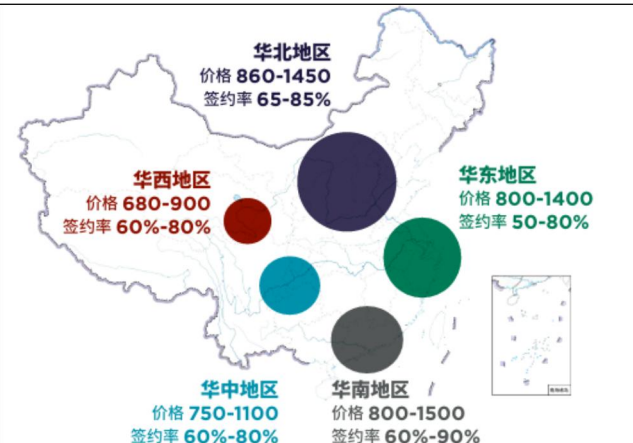 华北地区
价格 860-1450
签约率 65-85%
华西地区
价格 680-900
签约率 60%-80%
华东地区
价格 800-1400
签约率 50-80%
华中地区
价格 750-1100
签约率 60%-80%
华南地区
价格 800-1500
签约率 60%-90%